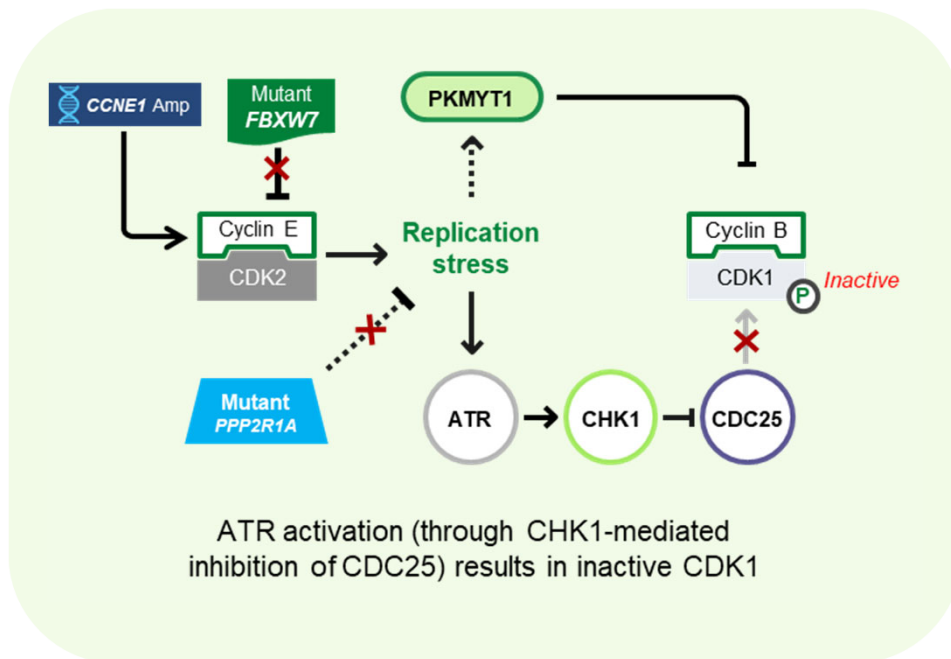 CCNE1 Amp
Mutant
FBXW7
PKMYT1
Cyclin E
CDK2
Replication
stress
Cyclin B
CDK1
P
Inactive
Mutant
PPP2R1A
ATR
CHK1
CDC25
ATR activation (through CHK1-mediated
inhibition of CDC25) results in inactive CDK1